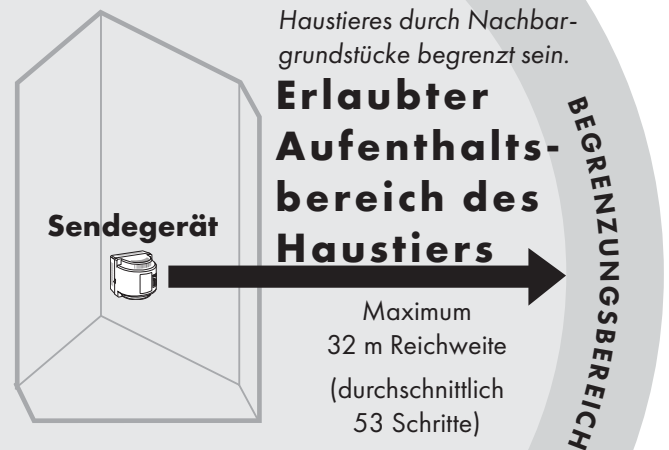 Haustieres durch Nachbar-
grundstücke begrenzt sein.
Erlaubter
Aufenthalts-
bereich des
Haustiers
Sendegerät
Maximum
32 m Reichweite
(durchschnittlich
53 Schritte)
BEGRENZUNGSBEREICH